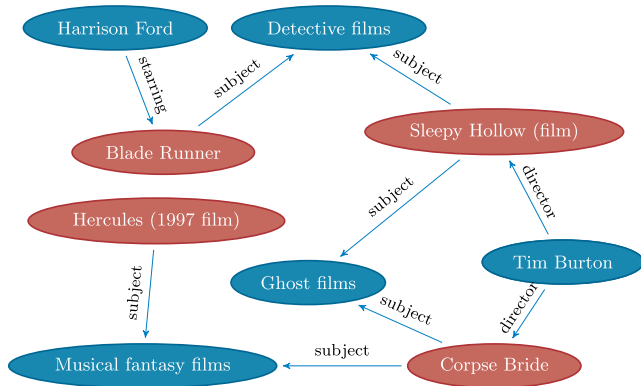 Harrison Ford
Detective films
starring
subject
subject
Sleepy Hollow (film)
Blade Runner
director
subject
Hercules (1997 film)
subject
Ghost films
Tim Burton
director
subject
Musical fantasy films
subject
Corpse Bride